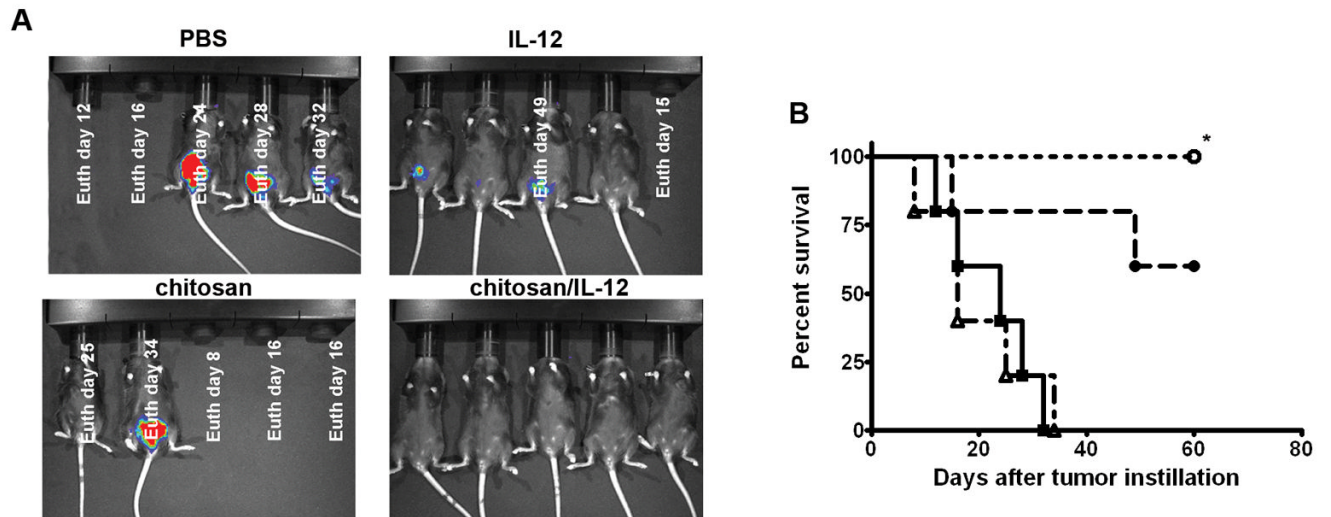 A
PBS
IL-12
Euth day 12
Euth day 16
Euth day 24
Euth day 28
Euth day 32
Euth day 49
Euth day 15
chitosan
chitosan/IL-12
Euth day 25
Euth day 34
Euth day 8
Euth day 16
Euth day 16
B
*
Percent survival
100
75
50
25
0
0
20
40
60
80
Days after tumor instillation